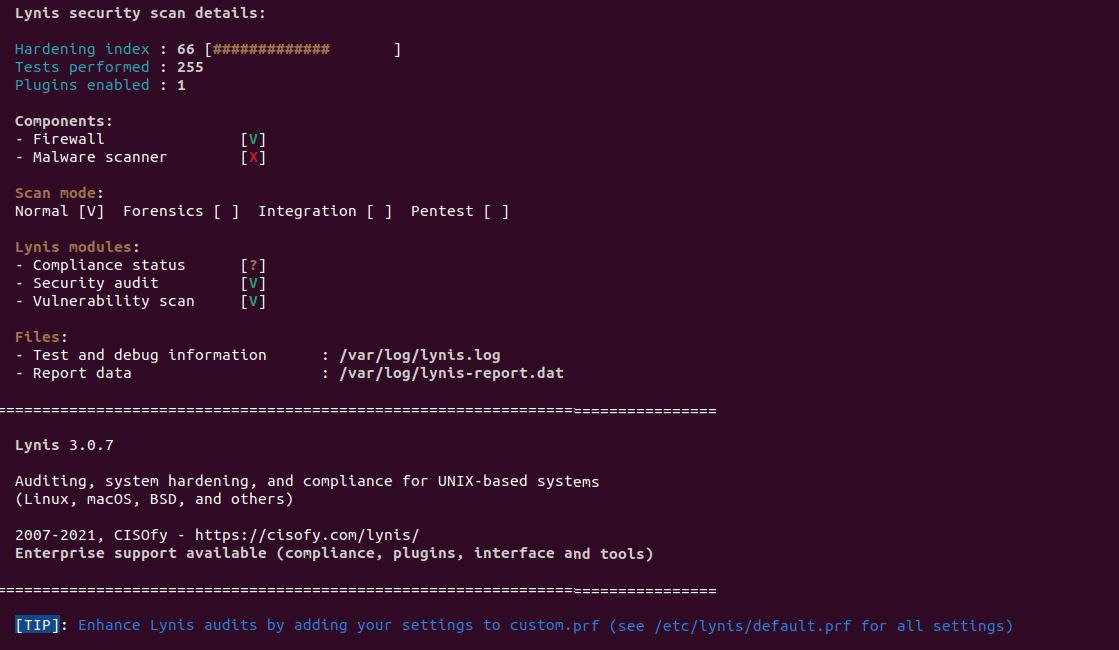 Lynis security scan details:
Hardening index : 66 [############# ]
Tests performed : 255
Plugins enabled : 1
Components:
- Firewall [V]
- Malware scanner [X]
Scan mode:
Normal [V] Forensics [ ] Integration [ ] Pentest [ ]
Lynis modules:
- Compliance status [?]
- Security audit [V]
- Vulnerability scan [V]
Files:
- Test and debug information : /var/log/lynis.log
- Report data : /var/log/lynis-report.dat
================================================================================
Lynis 3.0.7
Auditing, system hardening, and compliance for UNIX-based systems
(Linux, macOS, BSD, and others)
2007-2021, CISOfy - https://cisofy.com/lynis/
Enterprise support available (compliance, plugins, interface and tools)
================================================================================
[TIP]: Enhance Lynis audits by adding your settings to custom.prf (see /etc/lynis/default.prf for all settings)